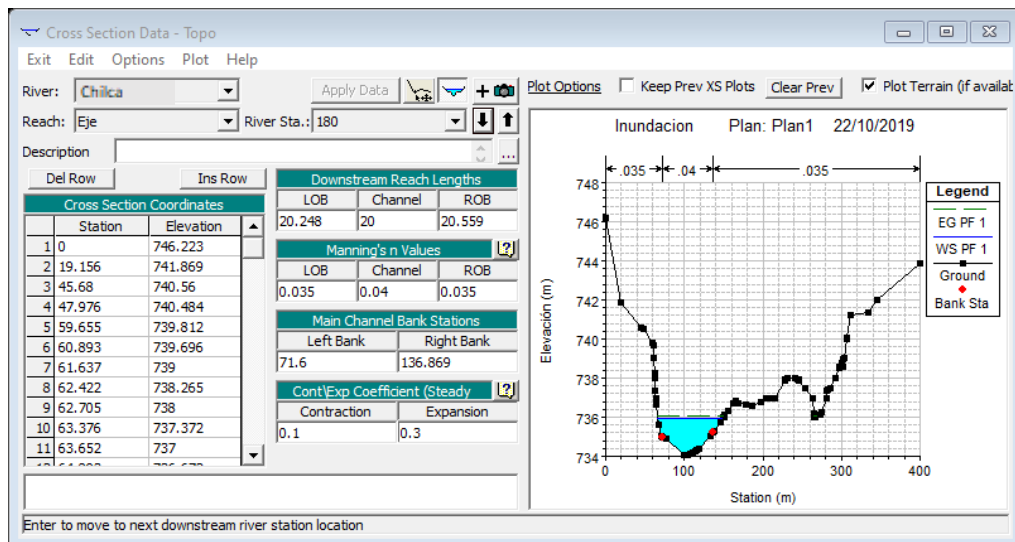 Cross Section Data - Topo
Exit Edit Options Plot Help
River: Chilca Apply Data Plot Options Keep Prev XS Plots Clear Prev Plot Terrain (if availab
Reach: Eje River Sta.: 180
Description ...
Del Row Ins Row
Cross Section Coordinates
Station Elevation
1 0 746.223
2 19.156 741.869
3 45.68 740.56
4 47.976 740.484
5 59.655 739.812
6 60.893 739.696
7 61.637 739
8 62.422 738.265
9 62.705 738
10 63.376 737.372
11 63.652 737
Downstream Reach Lengths
LOB Channel ROB
20.248 20 20.559
Manning's n Values
LOB Channel ROB
0.035 0.04 0.035
Main Channel Bank Stations
Left Bank Right Bank
71.6 136.869
Cont\Exp Coefficient (Steady
Contraction Expansion
0.1 0.3
Inundacion Plan: Plan1 22/10/2019
.035 .04 .035
748
746
744
742
740
738
736
734
Elevación (m)
0 100 200 300 400
Station (m)
Legend
EG PF 1
WS PF 1
Ground
Bank Sta
Enter to move to next downstream river station location